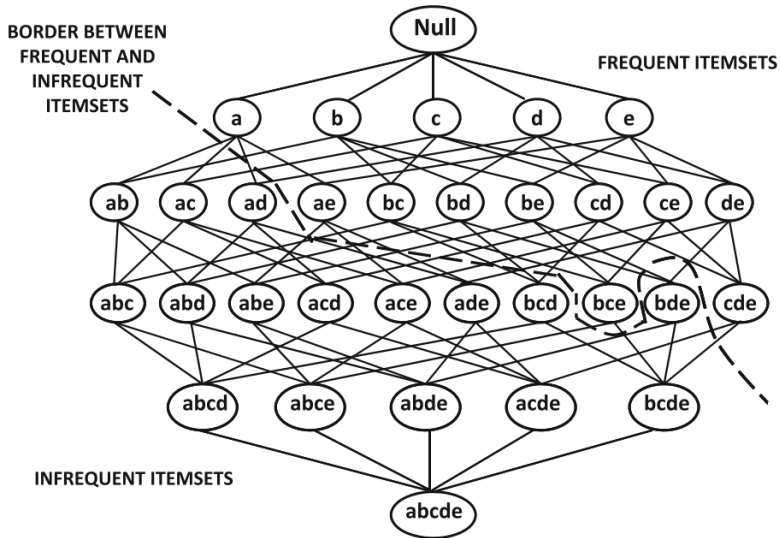 BORDER BETWEEN
FREQUENT AND
INFREQUENT
ITEMSETS
Null
FREQUENT ITEMSETS
a b c d e
ab ac ad ae bc bd be cd ce de
abc abd abe acd ace ade bcd bce bde cde
abcd abce abde acde bcde
INFREQUENT ITEMSETS
abcde